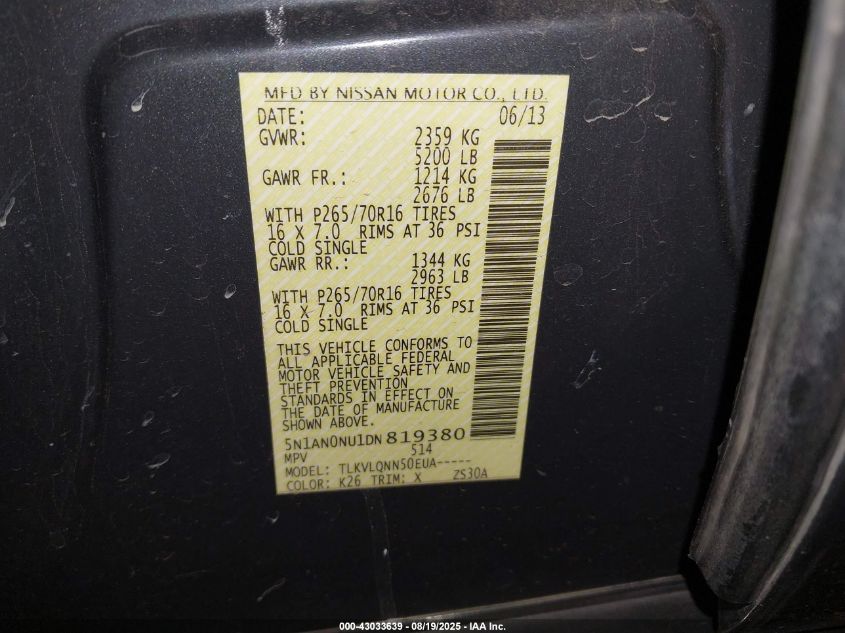 MFD BY NISSAN MOTOR CO., LTD.
DATE: 06/13
GVWR: 2359 KG
5200 LB
GAWR FR.: 1214 KG
2676 LB
WITH P265/70R16 TIRES
16 X 7.0 RIMS AT 36 PSI
COLD SINGLE
GAWR RR.: 1344 KG
2963 LB
WITH P265/70R16 TIRES
16 X 7.0 RIMS AT 36 PSI
COLD SINGLE
THIS VEHICLE CONFORMS TO
ALL APPLICABLE FEDERAL
MOTOR VEHICLE SAFETY AND
THEFT PREVENTION
STANDARDS IN EFFECT ON
THE DATE OF MANUFACTURE
SHOWN ABOVE.
5N1AN0NU1DN 819380
MPV 514
MODEL: TLKVLQNN50EUA-----
COLOR: K26 TRIM: X ZS30A
000-43033639 - 08/19/2025 - IAA Inc.